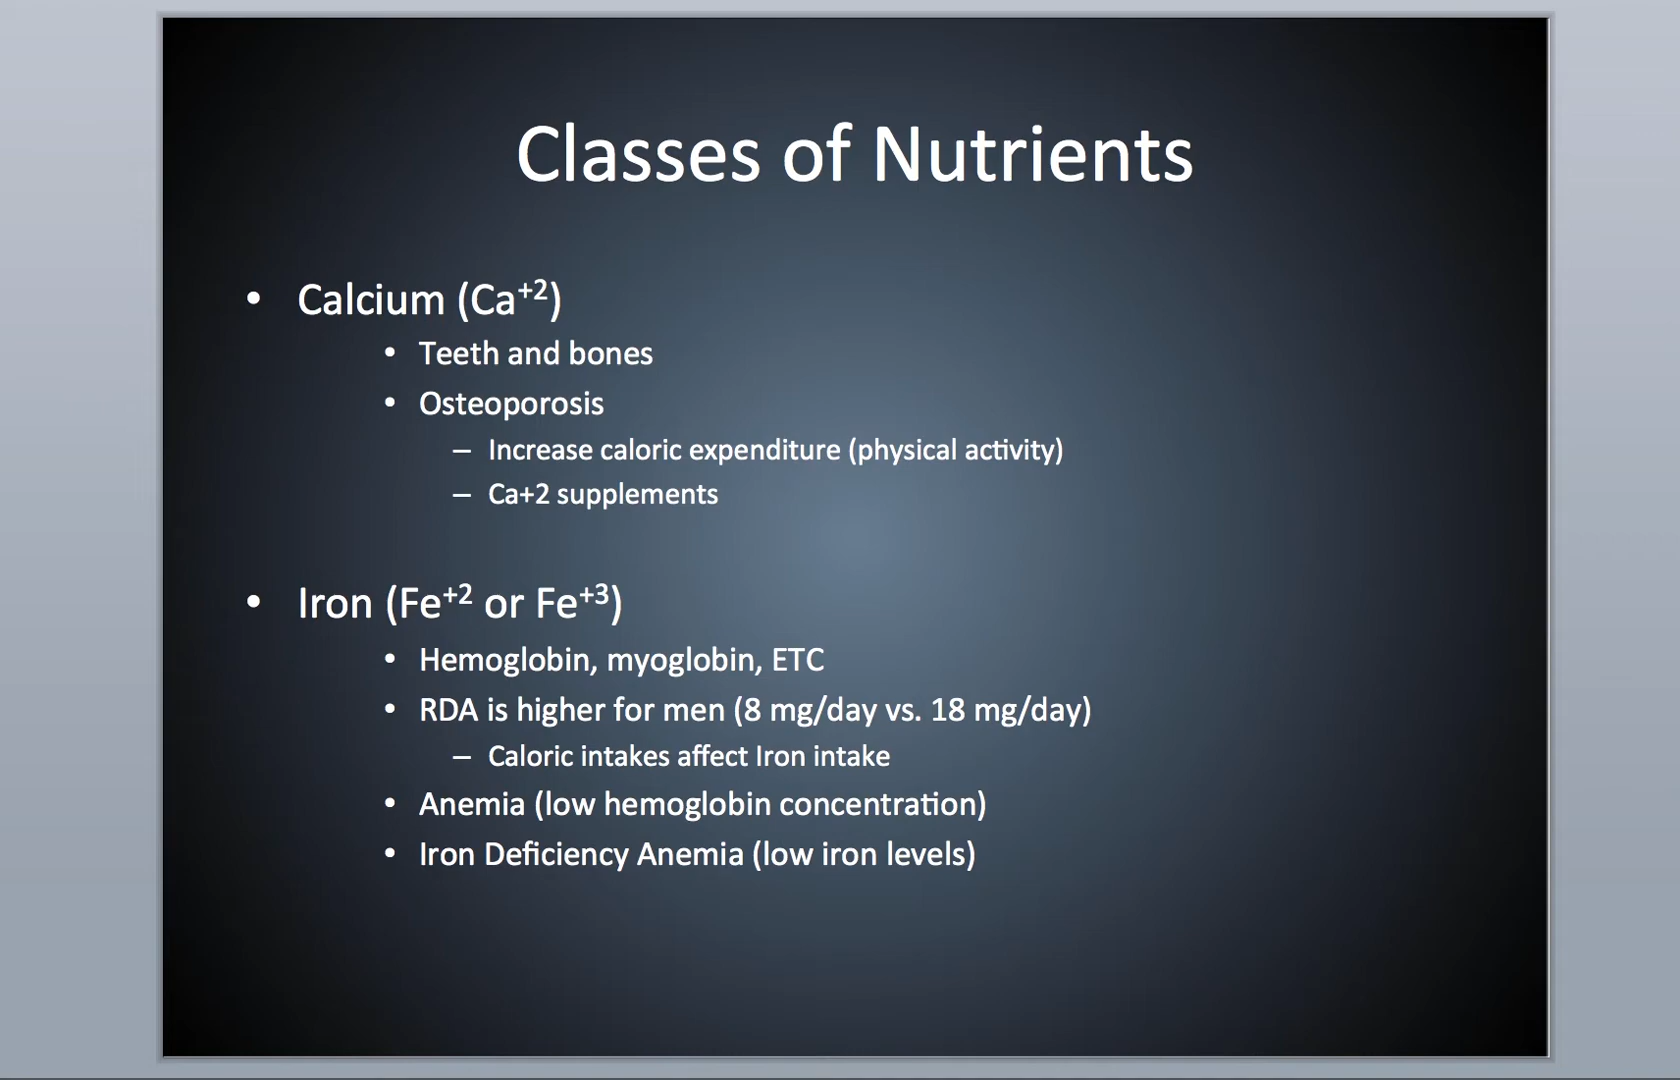 Classes of Nutrients
• Calcium (Ca⁺²)
• Teeth and bones
• Osteoporosis
– Increase caloric expenditure (physical activity)
– Ca+2 supplements
• Iron (Fe⁺² or Fe⁺³)
• Hemoglobin, myoglobin, ETC
• RDA is higher for men (8 mg/day vs. 18 mg/day)
– Caloric intakes affect Iron intake
• Anemia (low hemoglobin concentration)
• Iron Deficiency Anemia (low iron levels)